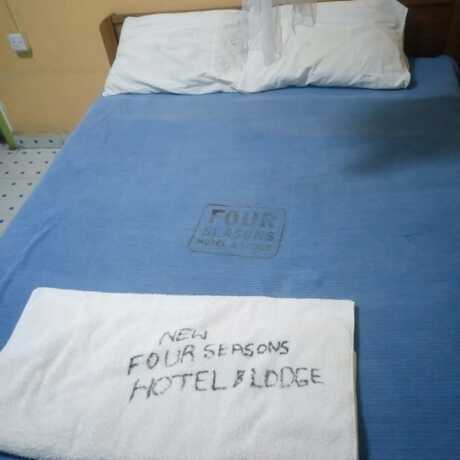 FOUR
SEASONS
HOTEL & LODGE
NEW
FOUR SEASONS
HOTEL & LODGE